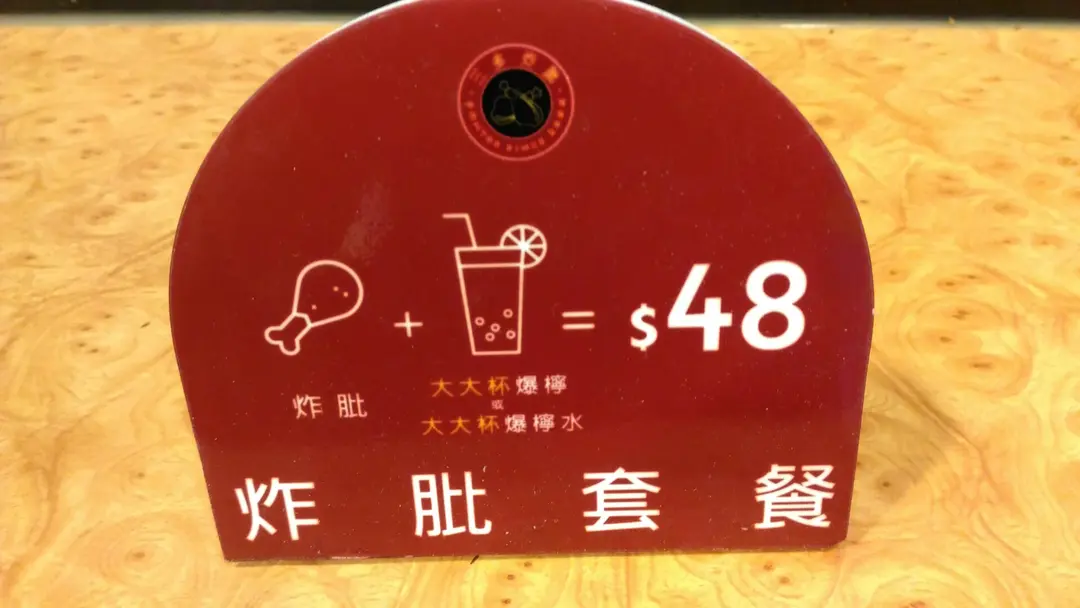 + = $48
炸肶
大大杯爆檸
或
大大杯爆檸水
炸肶套餐